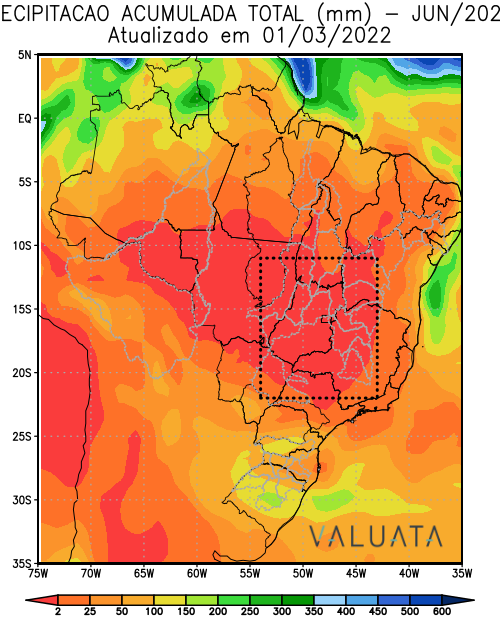 ECIPITACAO ACUMULADA TOTAL (mm) – JUN/202
Atualizado em 01/03/2022
5N
EQ
5S
10S
15S
20S
25S
30S
35S
75W 70W 65W 60W 55W 50W 45W 40W 35W
VALUATA
2 25 50 100 150 200 250 300 350 400 450 500 600